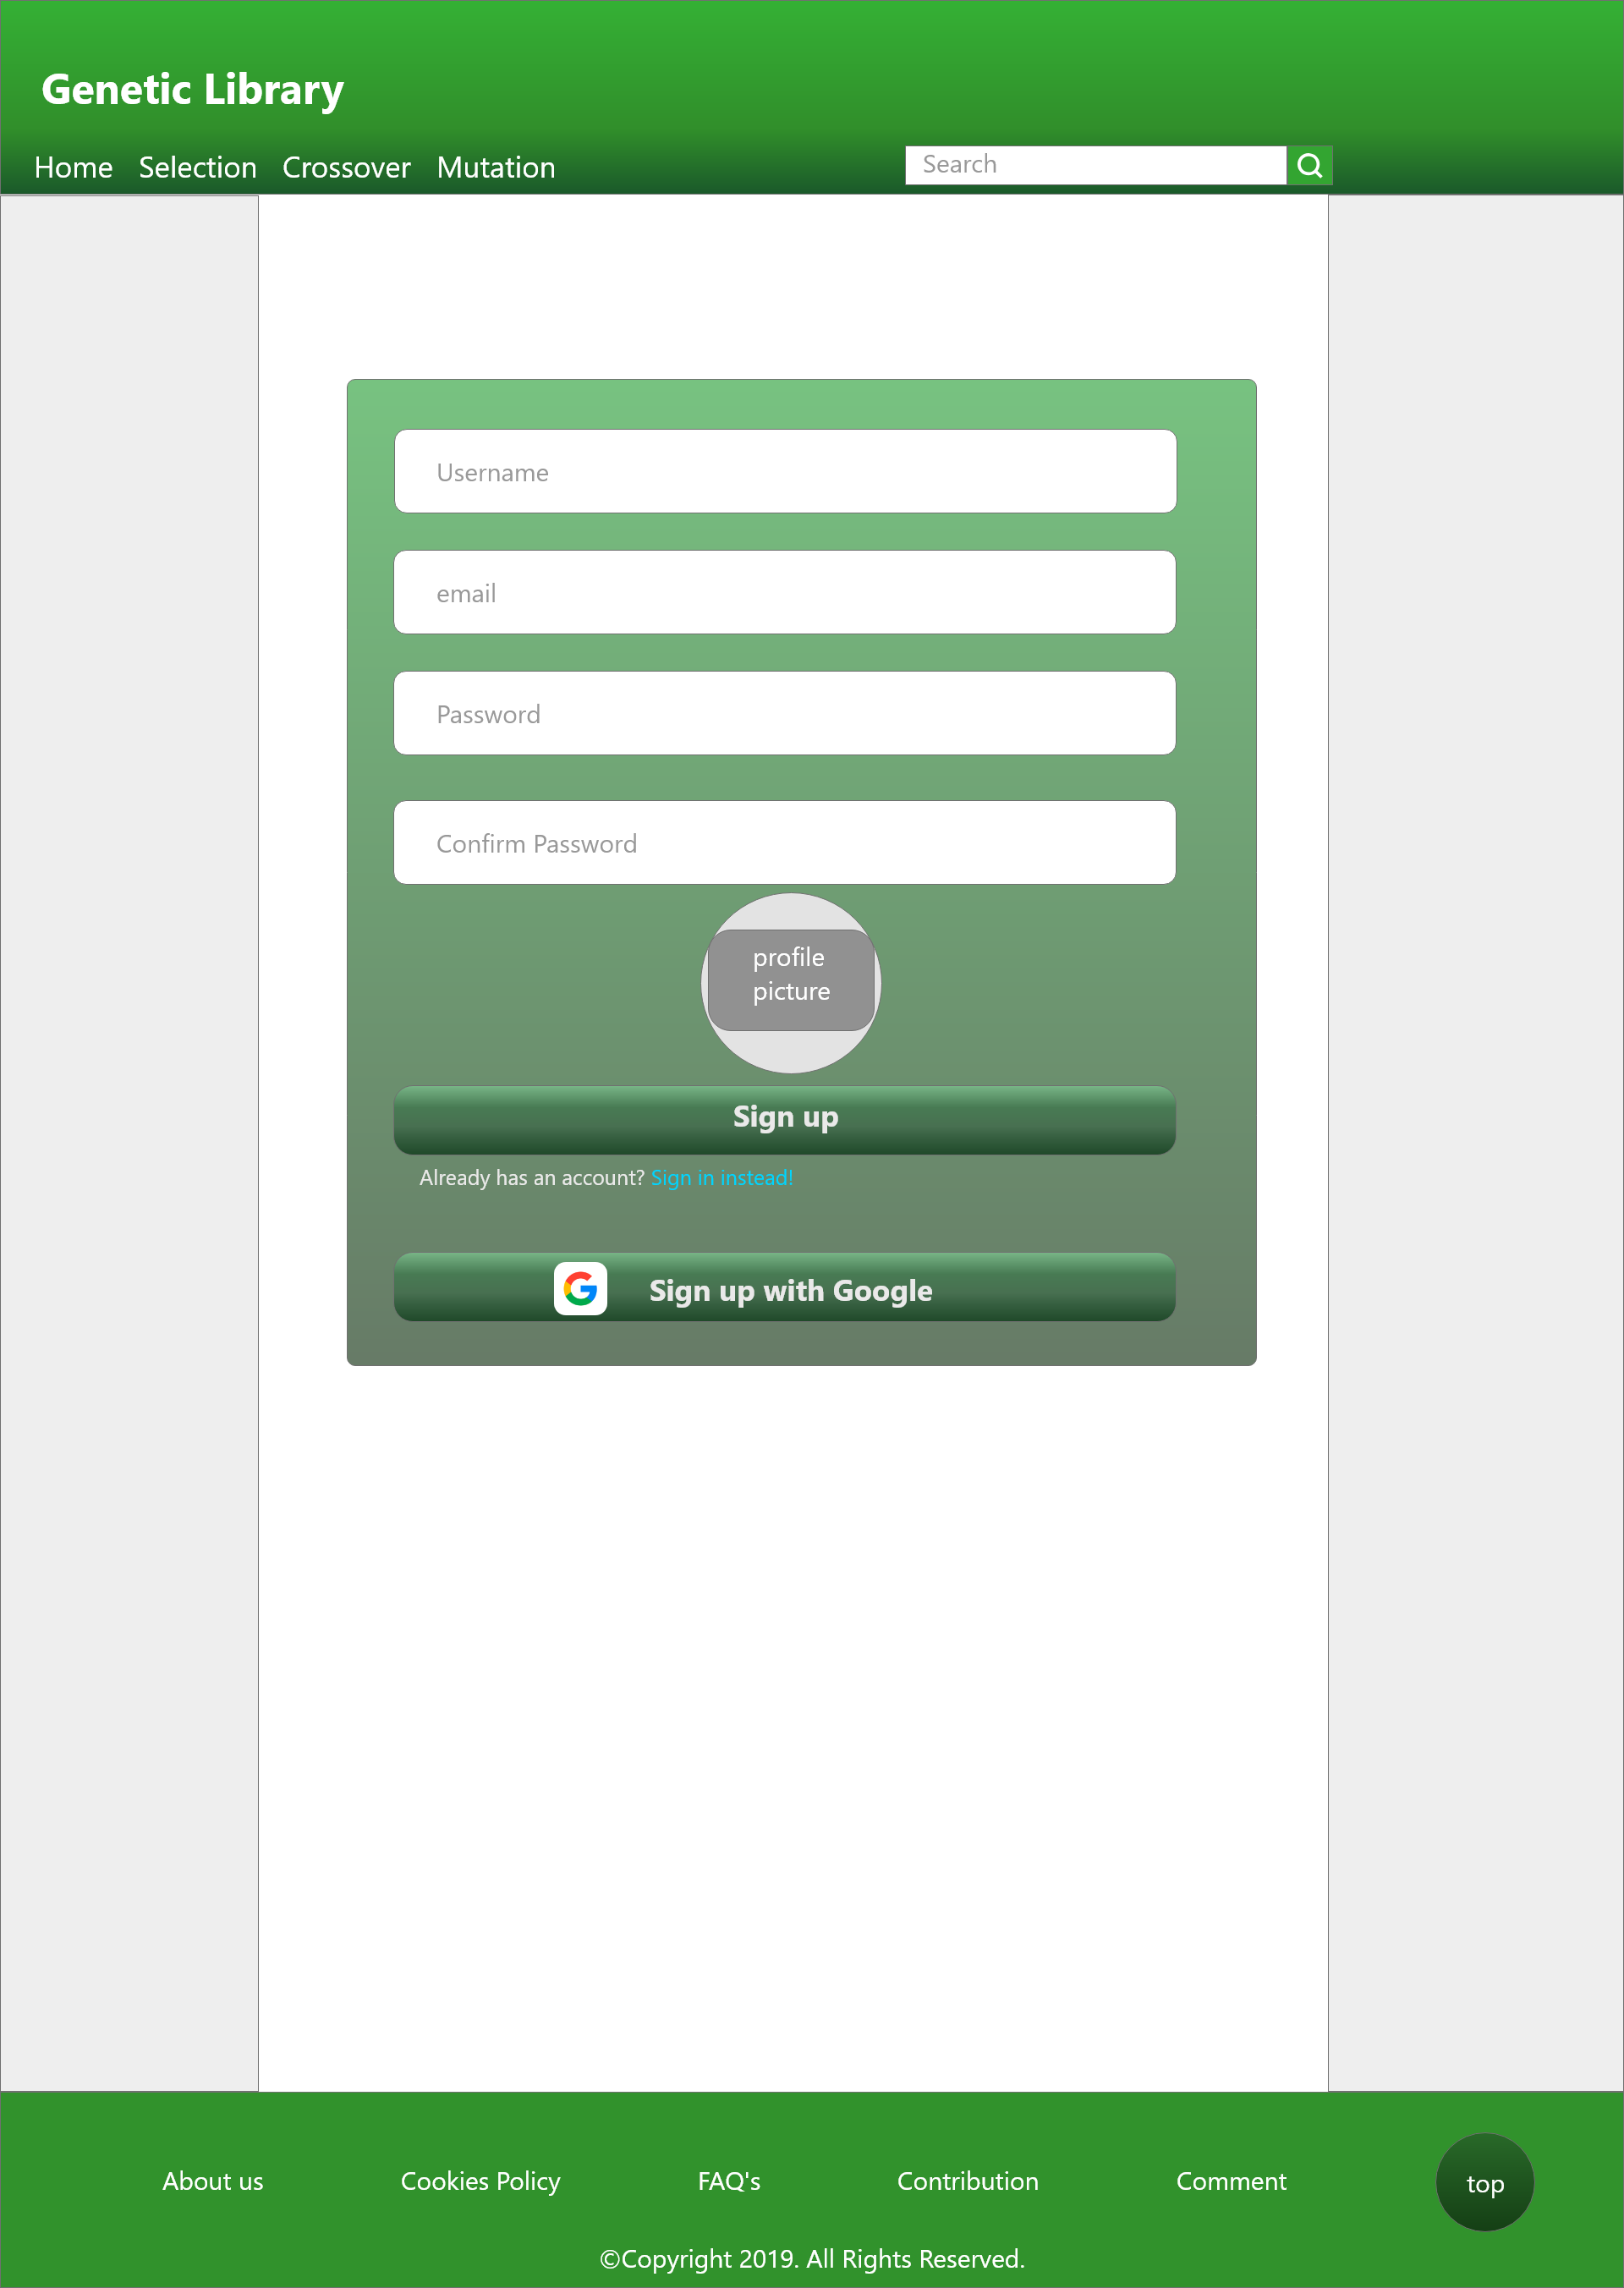 Genetic Library
Home Selection Crossover Mutation Search
Username
email
Password
Confirm Password
profile
picture
Sign up
Already has an account? Sign in instead!
Sign up with Google
About us Cookies Policy FAQ's Contribution Comment top
©Copyright 2019. All Rights Reserved.